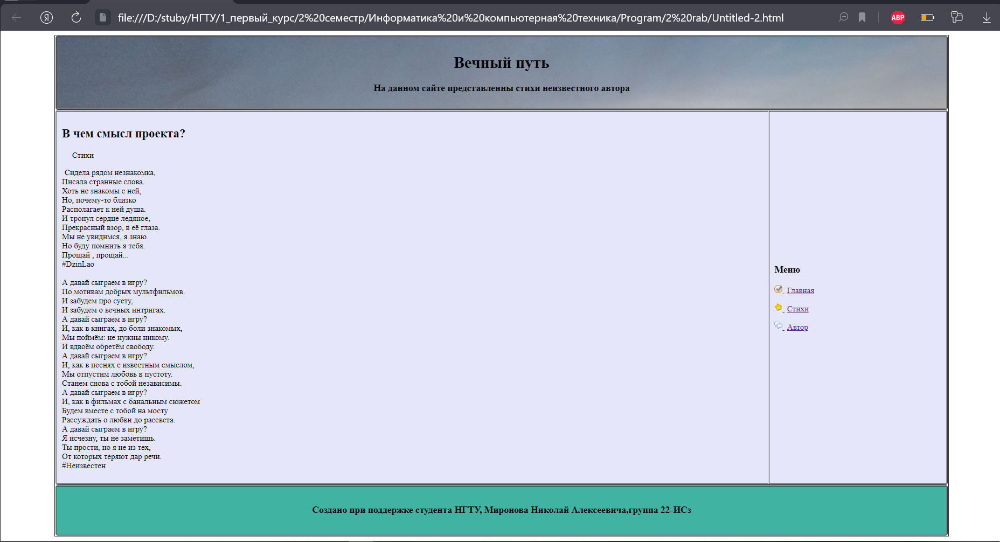 file:///D:/stuby/НГТУ/1_первый_курс/2%20семестр/Информатика%20и%20компьютерная%20техника/Program/2%20rab/Untitled-2.html
ABP
Вечный путь
На данном сайте представленны стихи неизвестного автора
В чем смысл проекта?
Стихи
Сидела рядом незнакомка,
Писала странные слова.
Хоть не знакомы с ней,
Но, почему-то близко
Располагает к ней душа.
И тронул сердце ледяное,
Прекрасный взор, в её глаза.
Мы не увидимся, я знаю.
Но буду помнить я тебя.
Прощай , прощай...
#DzinLao
А давай сыграем в игру?
По мотивам добрых мультфильмов.
И забудем про суету,
И забудем о вечных интригах.
А давай сыграем в игру?
И, как в книгах, до боли знакомых,
Мы поймём: не нужны никому.
И вдвоём обретём свободу.
А давай сыграем в игру?
И, как в песнях с известным смыслом,
Мы отпустим любовь в пустоту.
Станем снова с тобой независимы.
А давай сыграем в игру?
И, как в фильмах с банальным сюжетом
Будем вместе с тобой на мосту
Рассуждать о любви до рассвета.
А давай сыграем в игру?
Я исчезну, ты не заметишь.
Ты прости, но я не из тех,
От которых теряют дар речи.
#Неизвестен
Меню
Главная
Стихи
Автор
Создано при поддержке студента НГТУ, Миронова Николай Алексеевича,группа 22-ИСз